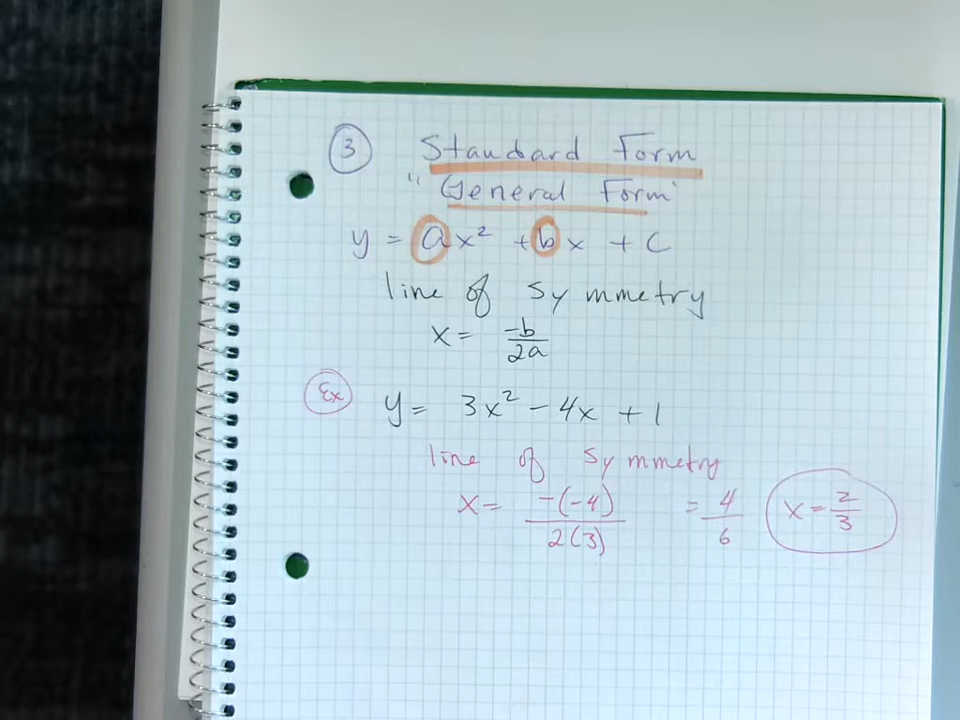 3 Standard Form
"General Form"
y = ax² + bx + c
line of symmetry
x = -b/2a
Ex y = 3x² - 4x + 1
line of symmetry
x = -(-4)/2(3) = 4/6 x = 2/3